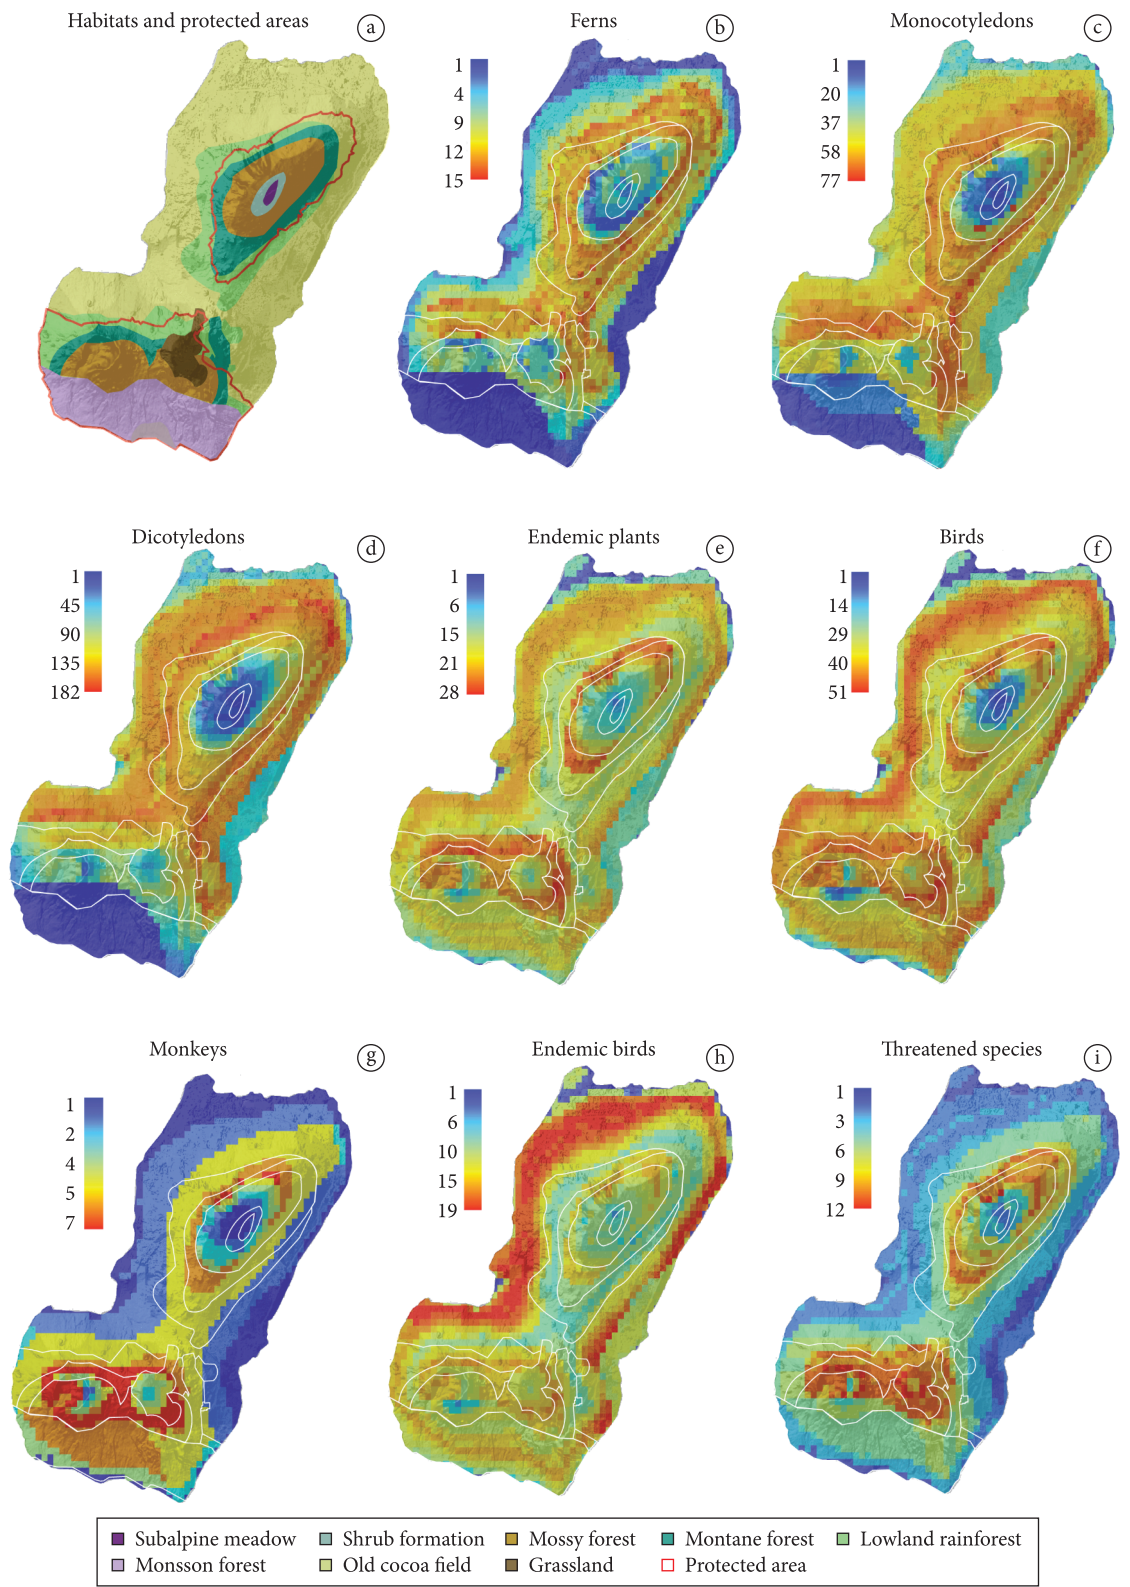 Habitats and protected areas
a
Ferns
b
1
4
9
12
15
Monocotyledons
c
1
20
37
58
77
Dicotyledons
d
1
45
90
135
182
Endemic plants
e
1
6
15
21
28
Birds
f
1
14
29
40
51
Monkeys
g
1
2
4
5
7
Endemic birds
h
1
6
10
15
19
Threatened species
i
1
3
6
9
12
Subalpine meadow Shrub formation Mossy forest Montane forest Lowland rainforest
Monsson forest Old cocoa field Grassland Protected area